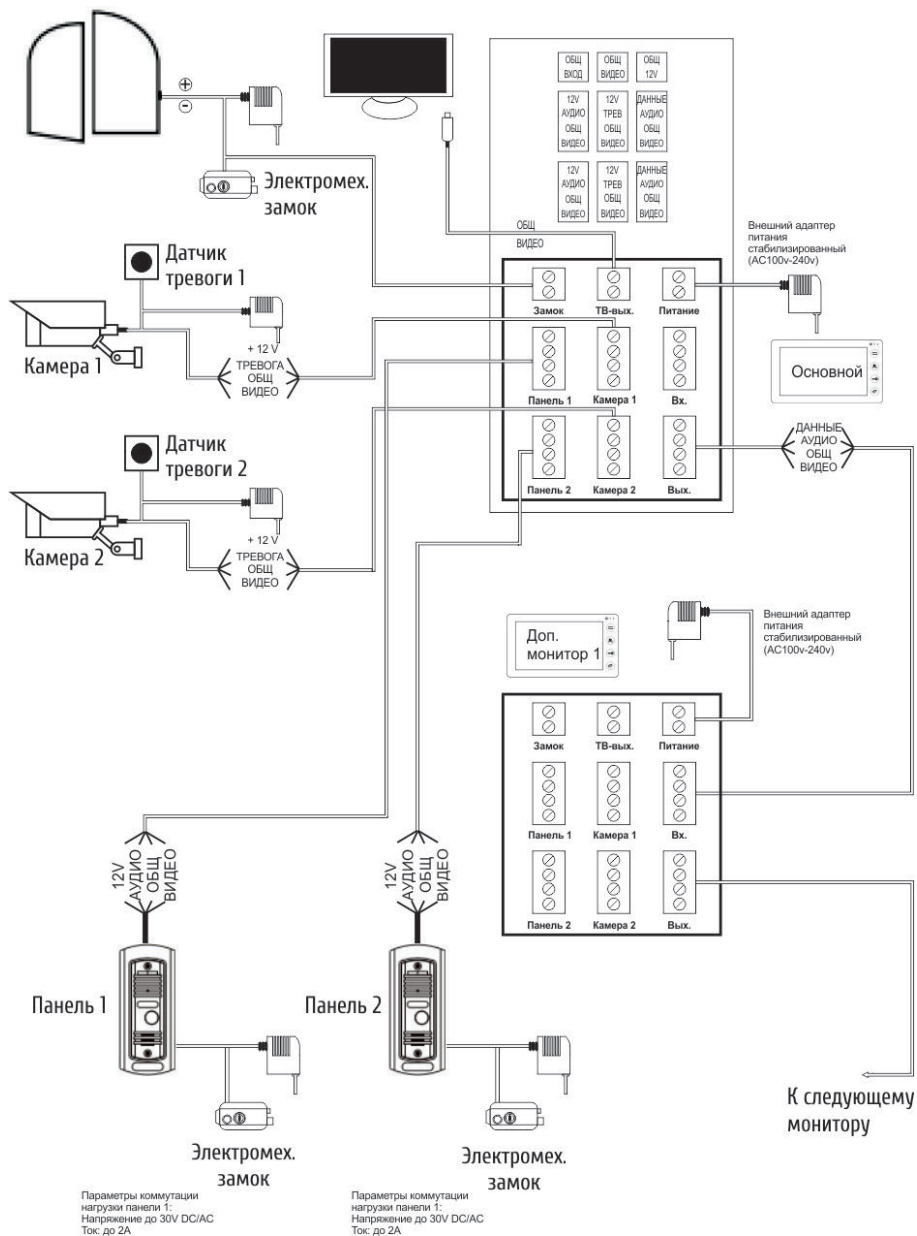 ОБЩ
ВХОД
ОБЩ
ВИДЕО
ОБЩ
12V
12V
АУДИО
ОБЩ
ВИДЕО
12V
ТРЕВ
ОБЩ
ВИДЕО
ДАННЫЕ
АУДИО
ОБЩ
ВИДЕО
12V
АУДИО
ОБЩ
ВИДЕО
12V
ТРЕВ
ОБЩ
ВИДЕО
ДАННЫЕ
АУДИО
ОБЩ
ВИДЕО
Электромех.
замок
ОБЩ
ВИДЕО
Внешний адаптер
питания
стабилизированный
(AC100v-240v)
Датчик
тревоги 1
Замок
ТВ-вых.
Питание
Камера 1
+ 12 V
ТРЕВОГА
ОБЩ
ВИДЕО
Основной
Панель 1
Камера 1
Вх.
Датчик
тревоги 2
ДАННЫЕ
АУДИО
ОБЩ
ВИДЕО
Панель 2
Камера 2
Вых.
Камера 2
+ 12 V
ТРЕВОГА
ОБЩ
ВИДЕО
Доп.
монитор 1
Внешний адаптер
питания
стабилизированный
(AC100v-240v)
Замок
ТВ-вых.
Питание
Панель 1
Камера 1
Вх.
12V
АУДИО
ОБЩ
ВИДЕО
12V
АУДИО
ОБЩ
ВИДЕО
Панель 2
Камера 2
Вых.
Панель 1
Панель 2
К следующему
монитору
Электромех.
замок
Электромех.
замок
Параметры коммутации
нагрузки панели 1:
Напряжение до 30V DC/AC
Ток: до 2А
Параметры коммутации
нагрузки панели 1:
Напряжение до 30V DC/AC
Ток: до 2А